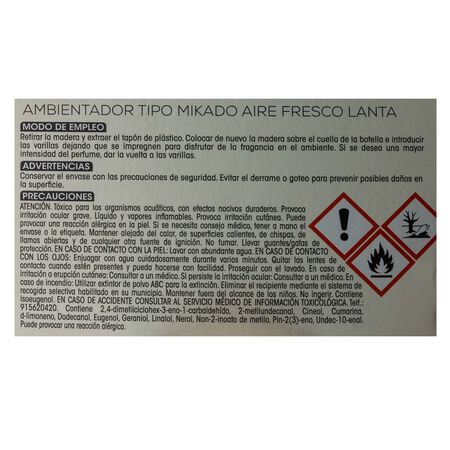 AMBIENTADOR TIPO MIKADO AIRE FRESCO LANTA
MODO DE EMPLEO
Retirar la madera y extraer el tapón de plástico. Colocar de nuevo la madera sobre el cuello de la botella e introducir
las varillas dejando que se impregnen para disfrutar de la fragancia en el ambiente. Si se desea una mayor
intensidad del perfume, dar la vuelta a las varillas.
ADVERTENCIAS
Conservar el envase con las precauciones de seguridad. Evitar el derrame o goteo para prevenir posibles daños en
la superficie.
PRECAUCIONES
ATENCIÓN. Tóxico para los organismos acuáticos, con efectos nocivos duraderos. Provoca
irritación ocular grave. Líquido y vapores inflamables. Provoca irritación cutánea. Puede
provocar una reacción alérgica en la piel. Si se necesita consejo médico, tener a mano el
envase o la etiqueta. Mantener alejado del calor, de superficies calientes, de chispas, de
llamas abiertas y de cualquier otra fuente de ignición. No fumar. Llevar guantes/gafas de
protección. EN CASO DE CONTACTO CON LA PIEL: Lavar con abundante agua. EN CASO DE CONTACTO
CON LOS OJOS: Enjuagar con agua cuidadosamente durante varios minutos. Quitar las lentes de
contacto cuando estén presentes y pueda hacerse con facilidad. Proseguir con el lavado. En caso de
irritación cutánea: Consultar a un médico. Si persiste la irritación ocular: Consultar a un médico. En
caso de incendio: Utilizar extintor de polvo ABC para la extinción. Eliminar el recipiente mediante el sistema de
recogida selectiva habilitado en su municipio. Mantener fuera del alcance de los niños. No ingerir. Contiene
Isoeugenol. EN CASO DE ACCIDENTE CONSULTAR AL SERVICIO MÉDICO DE INFORMACIÓN TOXICOLÓGICA. Telf.:
915620420. Contiene 2,4-dimetilciclohex-3-eno-1-carbaldehído, 2-metilundecanal, Cineol, Cumarina,
d-limoneno, Dodecanal, Eugenol, Geraniol, Linalol, Nerol, Non-2-inoato de metilo, Pin-2(3)-eno, Undec-10-enal.
Puede provocar una reacción alérgica.